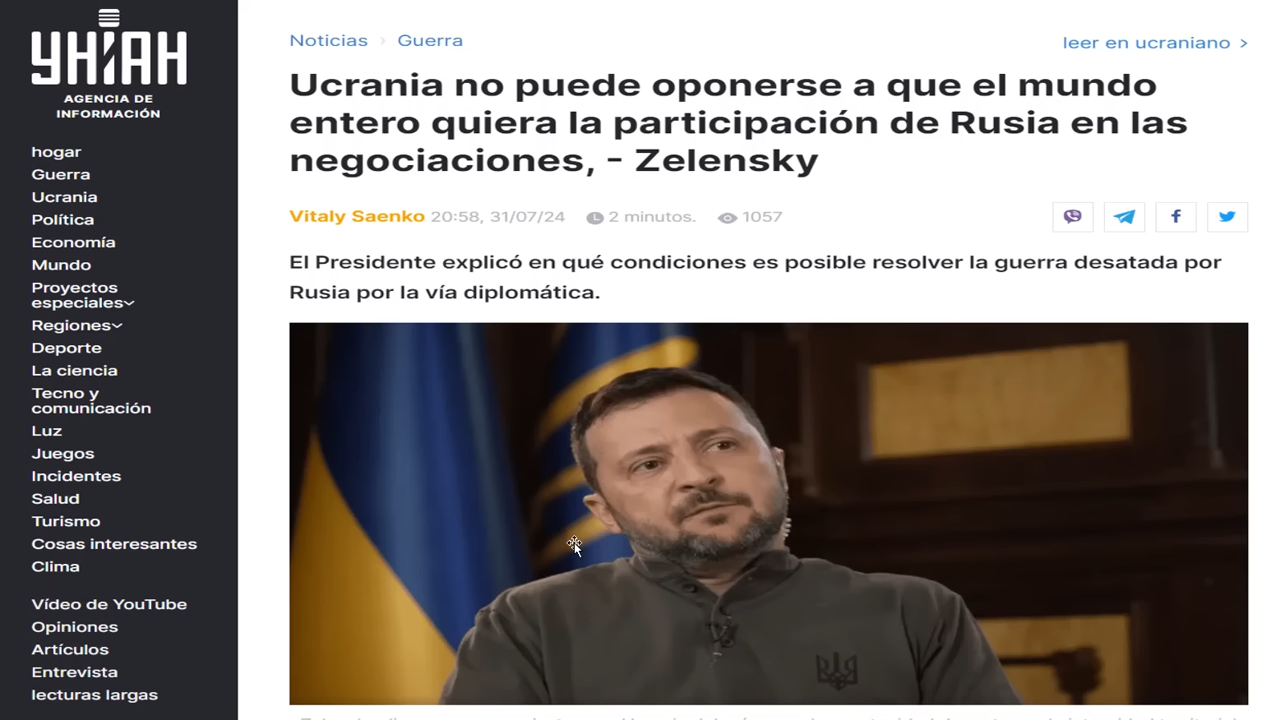 УНІАН
AGENCIA DE
INFORMACIÓN
hogar
Guerra
Ucrania
Política
Economía
Mundo
Proyectos
especiales
Regiones
Deporte
La ciencia
Tecno y
comunicación
Luz
Juegos
Incidentes
Salud
Turismo
Cosas interesantes
Clima
Vídeo de YouTube
Opiniones
Artículos
Entrevista
lecturas largas
Noticias › Guerra
leer en ucraniano >
Ucrania no puede oponerse a que el mundo
entero quiera la participación de Rusia en las
negociaciones, - Zelensky
Vitaly Saenko 20:58, 31/07/24 2 minutos. 1057
El Presidente explicó en qué condiciones es posible resolver la guerra desatada por
Rusia por la vía diplomática.